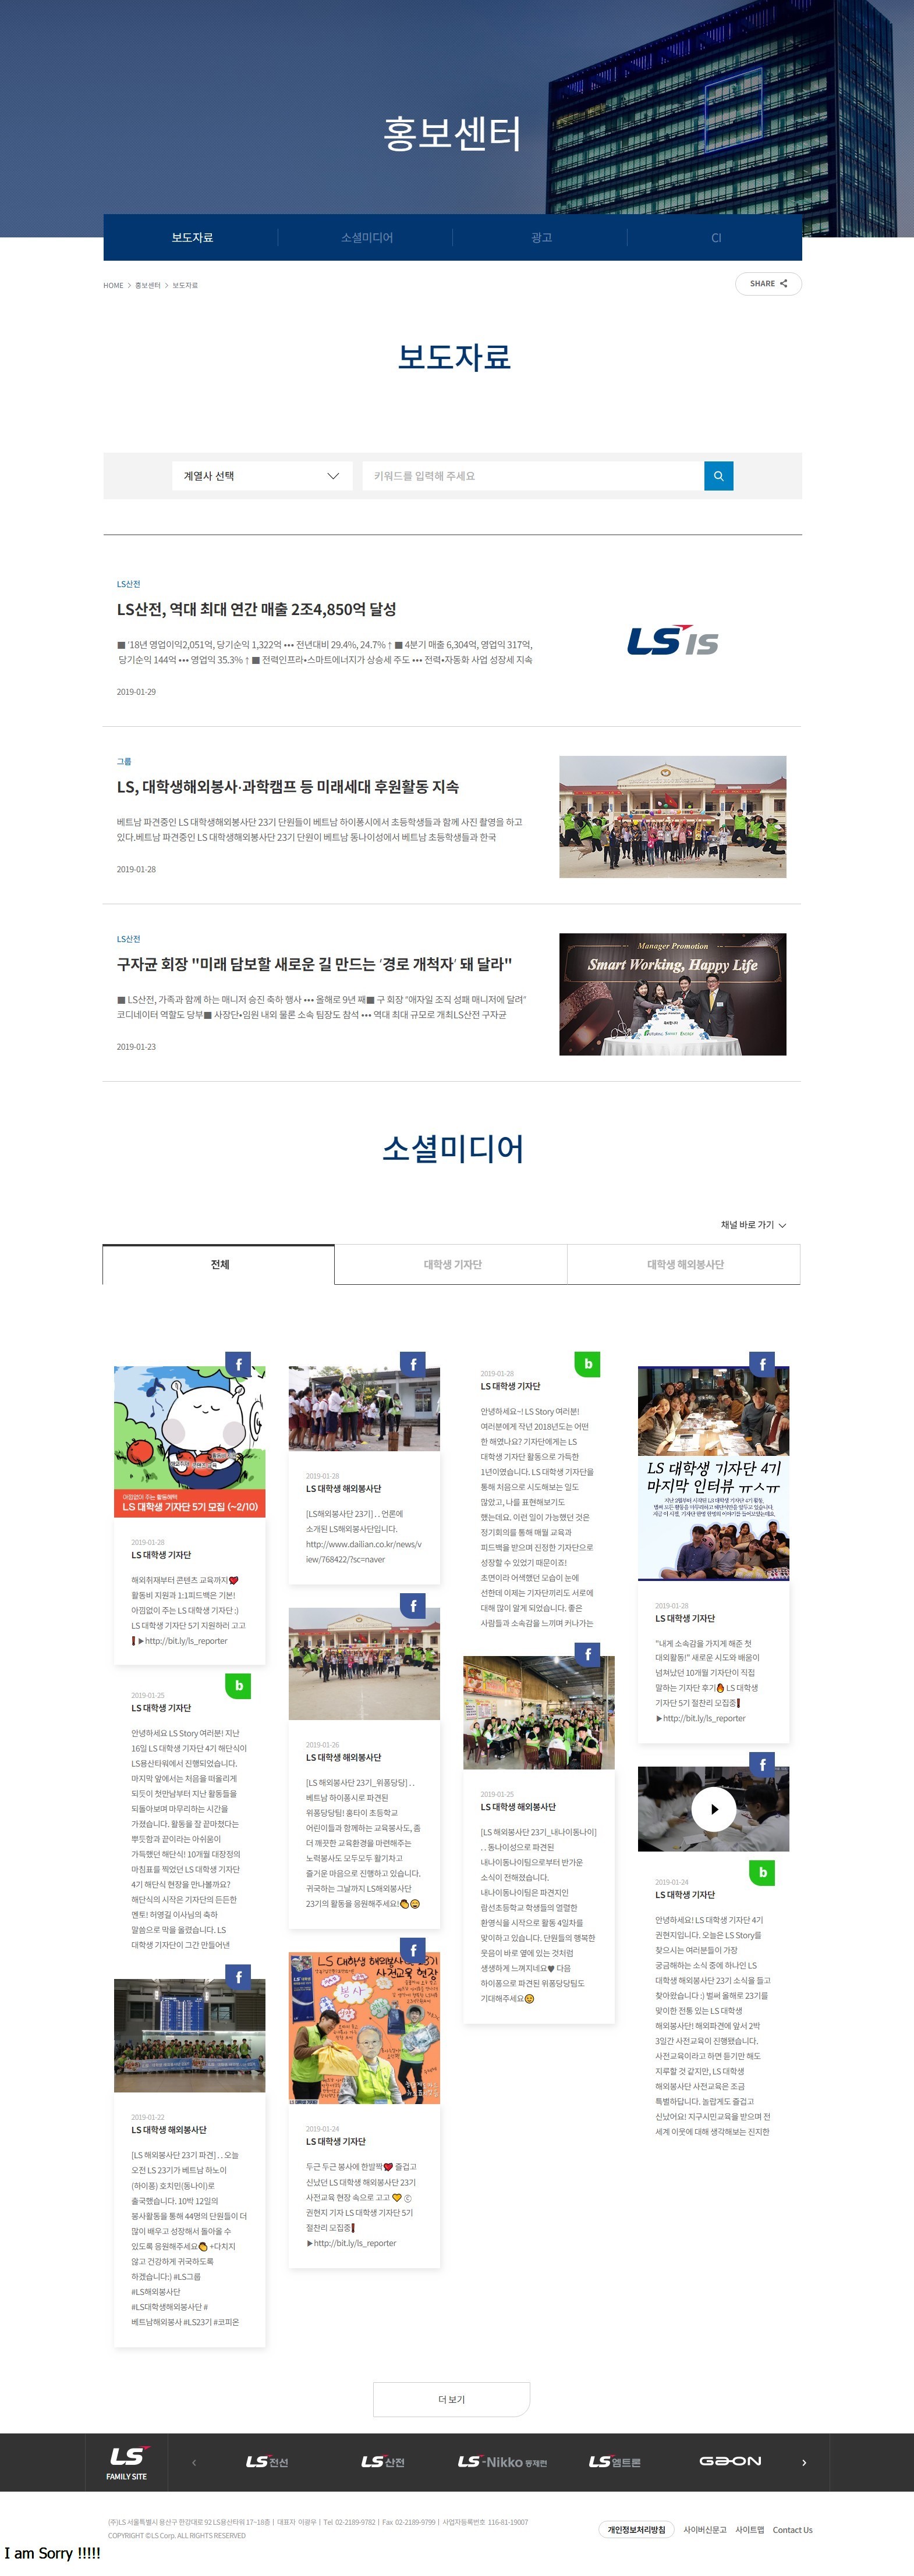 홍보센터
보도자료
소셜미디어
광고
CI
HOME > 홍보센터 > 보도자료
SHARE
보도자료
계열사 선택
키워드를 입력해 주세요
LS산전
LS산전, 역대 최대 연간 매출 2조4,850억 달성
■ '18년 영업이익2,051억, 당기순익 1,322억 ••• 전년대비 29.4%, 24.7% ↑ ■ 4분기 매출 6,304억, 영업익 317억,
당기순익 144억 ••• 영업익 35.3% ↑ ■ 전력인프라•스마트에너지가 상승세 주도 ••• 전력•자동화 사업 성장세 지속
2019-01-29
LSis
그룹
LS, 대학생해외봉사·과학캠프 등 미래세대 후원활동 지속
베트남 파견중인 LS 대학생해외봉사단 23기 단원들이 베트남 하이퐁시에서 초등학생들과 함께 사진 촬영을 하고
있다.베트남 파견중인 LS 대학생해외봉사단 23기 단원이 베트남 동나이성에서 베트남 초등학생들과 한국
2019-01-28
LS산전
구자균 회장 "미래 담보할 새로운 길 만드는 '경로 개척자' 돼 달라"
■ LS산전, 가족과 함께 하는 매니저 승진 축하 행사 ••• 올해로 9년 째■ 구 회장 "애자일 조직 성패 매니저에 달려"
코디네이터 역할도 당부■ 사장단•임원 내외 물론 소속 팀장도 참석 ••• 역대 최대 규모로 개최LS산전 구자균
2019-01-23
Manager Promotion
Smart Working, Happy Life
소셜미디어
채널 바로 가기
전체
대학생 기자단
대학생 해외봉사단
아낌없이 주는 활동혜택
LS 대학생 기자단 5기 모집 (~2/10)
2019-01-28
LS 대학생 기자단
해외취재부터 콘텐츠 교육까지❤
활동비 지원과 1:1피드백은 기본!
아낌없이 주는 LS 대학생 기자단 :)
LS 대학생 기자단 5기 지원하러 고고
▶http://bit.ly/ls_reporter
2019-01-25
LS 대학생 기자단
안녕하세요 LS Story 여러분! 지난
16일 LS 대학생 기자단 4기 해단식이
LS용산타워에서 진행되었습니다.
마지막 앞에서는 처음을 떠올리게
되듯이 첫만남부터 지난 활동들을
되돌아보며 마무리하는 시간을
가졌습니다. 활동을 잘 끝마쳤다는
뿌듯함과 끝이라는 아쉬움이
가득했던 해단식! 10개월 대장정의
마침표를 찍었던 LS 대학생 기자단
4기 해단식 현장을 만나볼까요?
해단식의 시작은 기자단의 든든한
멘토! 허영길 이사님의 축하
말씀으로 막을 올렸습니다. LS
대학생 기자단이 그간 만들어낸
2019-01-22
LS 대학생 해외봉사단
[LS 해외봉사단 23기 파견] . . 오늘
오전 LS 23기가 베트남 하노이
(하이퐁) 호치민(동나이)로
출국했습니다. 10박 12일의
봉사활동을 통해 44명의 단원들이 더
많이 배우고 성장해서 돌아올 수
있도록 응원해주세요👏 +다치지
않고 건강하게 귀국하도록
하겠습니다:) #LS그룹
#LS해외봉사단
#LS대학생해외봉사단 #
베트남해외봉사 #LS23기 #코피온
2019-01-28
LS 대학생 해외봉사단
[LS해외봉사단 23기] . . 언론에
소개된 LS해외봉사단입니다.
http://www.dailian.co.kr/news/v
iew/768422/?sc=naver
2019-01-26
LS 대학생 해외봉사단
[LS 해외봉사단 23기_위퐁당당] . .
베트남 하이퐁시로 파견된
위퐁당당팀! 홍타이 초등학교
어린이들과 함께하는 교육봉사도, 좀
더 깨끗한 교육환경을 마련해주는
노력봉사도 모두모두 활기차고
즐거운 마음으로 진행하고 있습니다.
귀국하는 그날까지 LS해외봉사단
23기의 활동을 응원해주세요!👏😄
2019-01-24
LS 대학생 기자단
두근 두근 봉사에 한발짝❤ 즐겁고
신났던 LS 대학생 해외봉사단 23기
사전교육 현장 속으로 고고 💛 ⓒ
권현지 기자 LS 대학생 기자단 5기
절찬리 모집중❗
▶http://bit.ly/ls_reporter
2019-01-28
LS 대학생 기자단
안녕하세요~! LS Story 여러분!
여러분에게 작년 2018년도는 어떤
한 해였나요? 기자단에게는 LS
대학생 기자단 활동으로 가득한
1년이였습니다. LS 대학생 기자단을
통해 처음으로 시도해보는 일도
많았고, 나를 표현해보기도
했는데요. 이런 일이 가능했던 것은
정기회의를 통해 매월 교육과
피드백을 받으며 진정한 기자단으로
성장할 수 있었기 때문이죠!
초면이라 어색했던 모습이 눈에
선한데 이제는 기자단끼리도 서로에
대해 많이 알게 되었습니다. 좋은
사람들과 소속감을 느끼며 커나가는
2019-01-25
LS 대학생 해외봉사단
[LS 해외봉사단 23기_내나이동나이]
. . 동나이성으로 파견된
내나이동나이팀으로부터 반가운
소식이 전해졌습니다.
내나이동나이팀은 파견지인
람선초등학교 학생들의 열렬한
환영식을 시작으로 활동 4일차를
맞이하고 있습니다. 단원들의 행복한
웃음이 바로 옆에 있는 것처럼
생생하게 느껴지네요♥ 다음
하이퐁으로 파견된 위퐁당당팀도
기대해주세요😉
LS 대학생 기자단 4기
마지막 인터뷰 ㅠㅅㅠ
2019-01-28
LS 대학생 기자단
"내게 소속감을 가지게 해준 첫
대외활동!" 새로운 시도와 배움이
넘쳐났던 10개월 기자단이 직접
말하는 기자단 후기🔥 LS 대학생
기자단 5기 절찬리 모집중❗
▶http://bit.ly/ls_reporter
2019-01-24
LS 대학생 기자단
안녕하세요! LS 대학생 기자단 4기
권현지입니다. 오늘은 LS Story를
찾으시는 여러분들이 가장
궁금해하는 소식 중에 하나인 LS
대학생 해외봉사단 23기 소식을 들고
찾아왔습니다 :) 벌써 올해로 23기를
맞이한 전통 있는 LS 대학생
해외봉사단! 해외파견에 앞서 2박
3일간 사전교육이 진행됐습니다.
사전교육이라고 하면 듣기만 해도
지루할 것 같지만, LS 대학생
해외봉사단 사전교육은 조금
특별하답니다. 놀랍게도 즐겁고
신났어요! 지구시민교육을 받으며 전
세계 이웃에 대해 생각해보는 진지한
더 보기
LS
FAMILY SITE
LS전선
LS산전
LS-Nikko 동제련
LS엠트론
GAON
(주)LS 서울특별시 용산구 한강대로 92 LS용산타워 17~18층 | 대표자 이광우 | Tel 02-2189-9782 | Fax 02-2189-9799 | 사업자등록번호 116-81-19007
COPYRIGHT ©LS Corp. ALL RIGHTS RESERVED
개인정보처리방침
사이버신문고
사이트맵
Contact Us
I am Sorry !!!!!